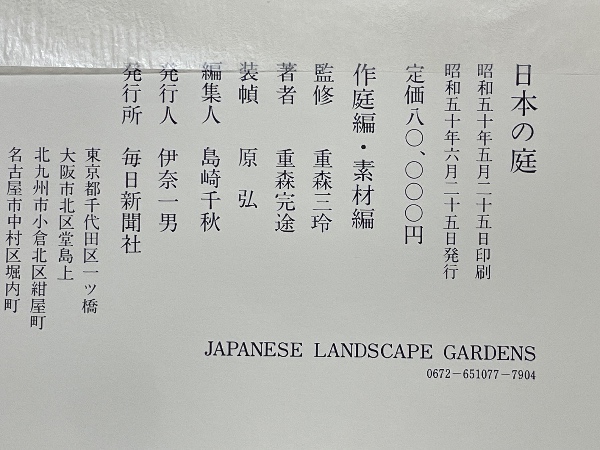 日本の庭
昭和五十年五月二十五日印刷
昭和五十年六月二十五日発行
定価八〇、〇〇〇円
作庭編・素材編
監修　重森三玲
著者　重森完途
装幀　原　弘
編集人　島崎千秋
発行人　伊奈一男
発行所　毎日新聞社
東京都千代田区一ツ橋
大阪市北区堂島上
北九州市小倉北区紺屋町
名古屋市中村区堀内町
JAPANESE LANDSCAPE GARDENS
0672－651077－7904